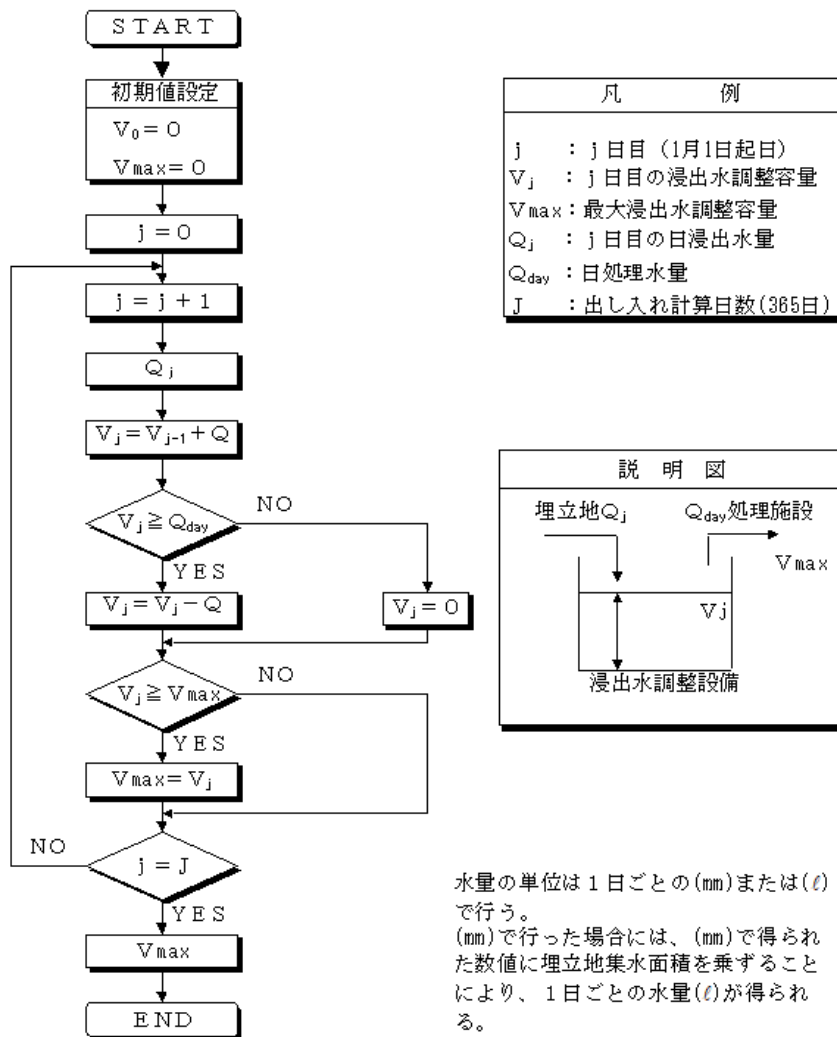 START
初期値設定
V₀=0
Vmax=0
j=0
j=j+1
Qⱼ
Vⱼ=Vⱼ₋₁+Q
Vⱼ≧Q_day
NO
YES
Vⱼ=Vⱼ−Q
Vⱼ=0
Vⱼ≧Vmax
NO
YES
Vmax=Vⱼ
NO
j=J
YES
Vmax
END
凡 例
j :j日目(1月1日起日)
Vⱼ :j日目の浸出水調整容量
Vmax:最大浸出水調整容量
Qⱼ :j日目の日浸出水量
Q_day:日処理水量
J :出し入れ計算日数(365日)
説 明 図
埋立地Qⱼ Q_day処理施設
Vmax
Vj
浸出水調整設備
水量の単位は1日ごとの(㎜)または(ℓ)
で行う。
(㎜)で行った場合には、(㎜)で得られ
た数値に埋立地集水面積を乗ずること
により、1日ごとの水量(ℓ)が得られ
る。